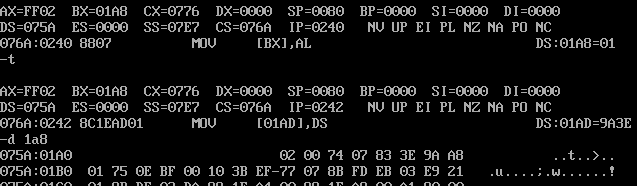 AX=FF02 BX=01A8 CX=0776 DX=0000 SP=0080 BP=0000 SI=0000 DI=0000
DS=075A ES=0000 SS=07E7 CS=076A IP=0240 NV UP EI PL NZ NA PO NC
076A:0240 8807 MOV [BX],AL DS:01A8=01
-t
AX=FF02 BX=01A8 CX=0776 DX=0000 SP=0080 BP=0000 SI=0000 DI=0000
DS=075A ES=0000 SS=07E7 CS=076A IP=0242 NV UP EI PL NZ NA PO NC
076A:0242 8C1EAD01 MOV [01AD],DS DS:01AD=9A3E
-d 1a8
075A:01A0 02 00 74 07 83 3E 9A A8 ..t..>..
075A:01B0 01 75 0E BF 00 10 3B EF-77 07 8B FD EB 03 E9 21 .u....;.w......!